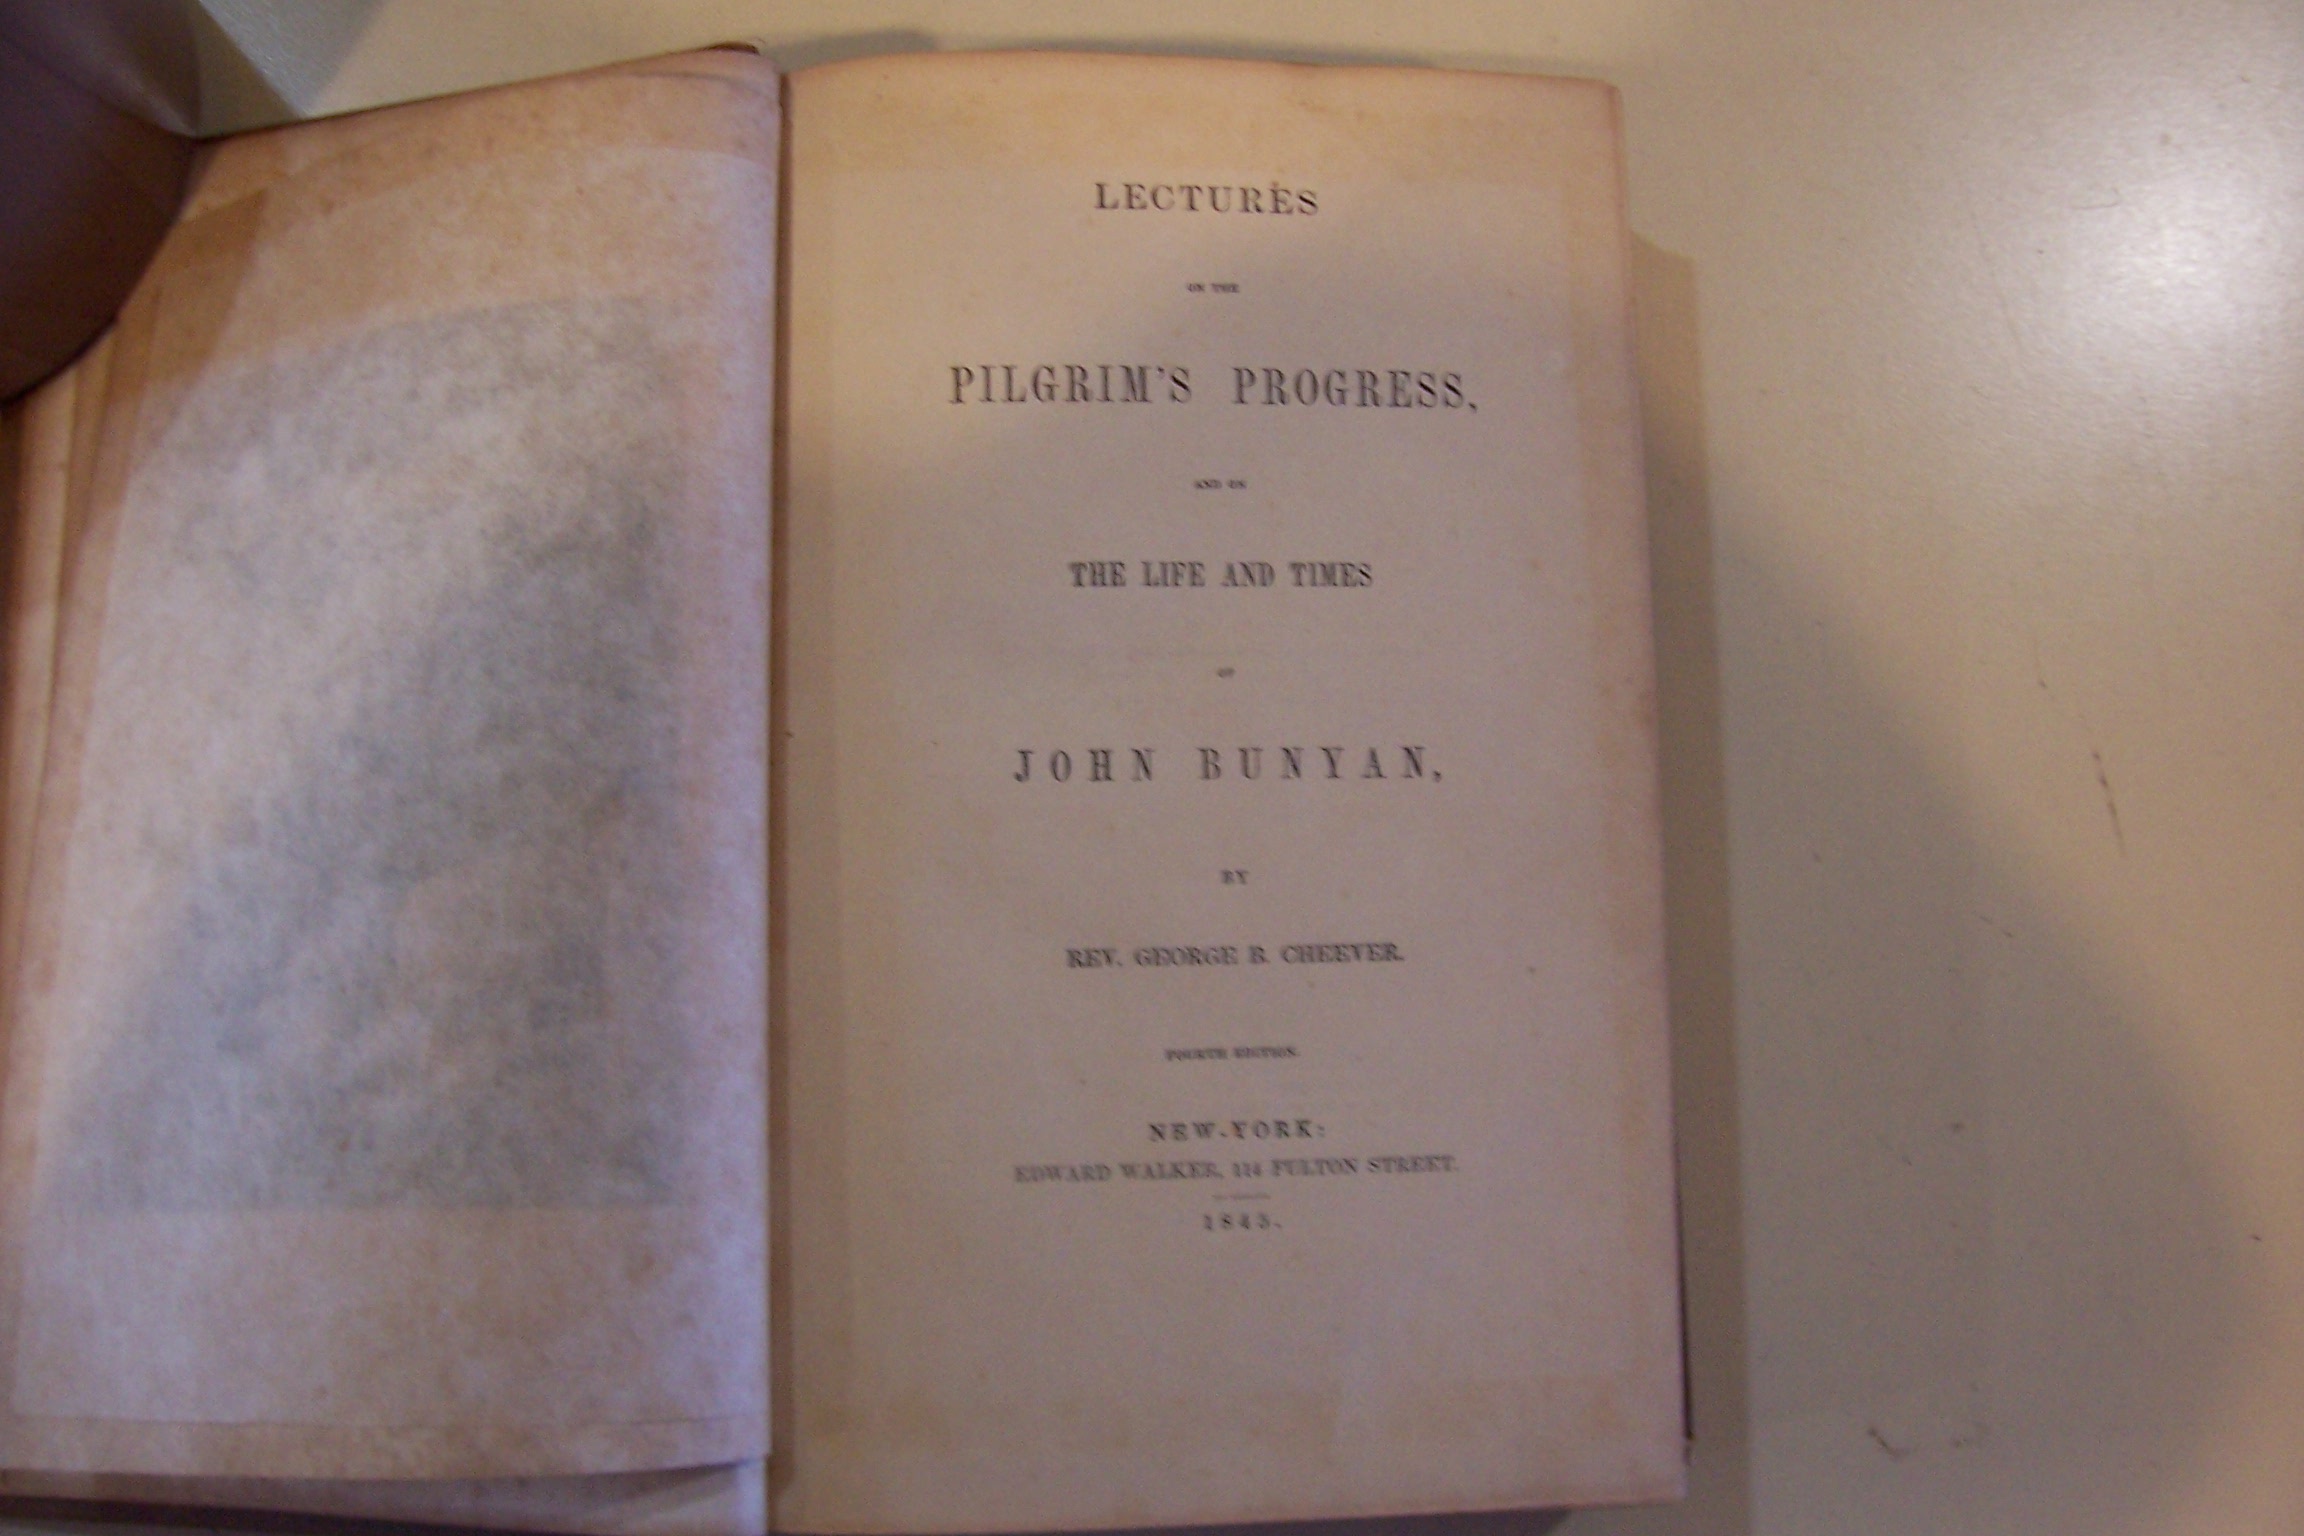 LECTURES
ON THE
PILGRIM'S PROGRESS,
AND ON
THE LIFE AND TIMES
OF
JOHN BUNYAN,
BY
REV. GEORGE B. CHEEVER.
FOURTH EDITION.
NEW-YORK:
EDWARD WALKER, 114 FULTON STREET.
1845.